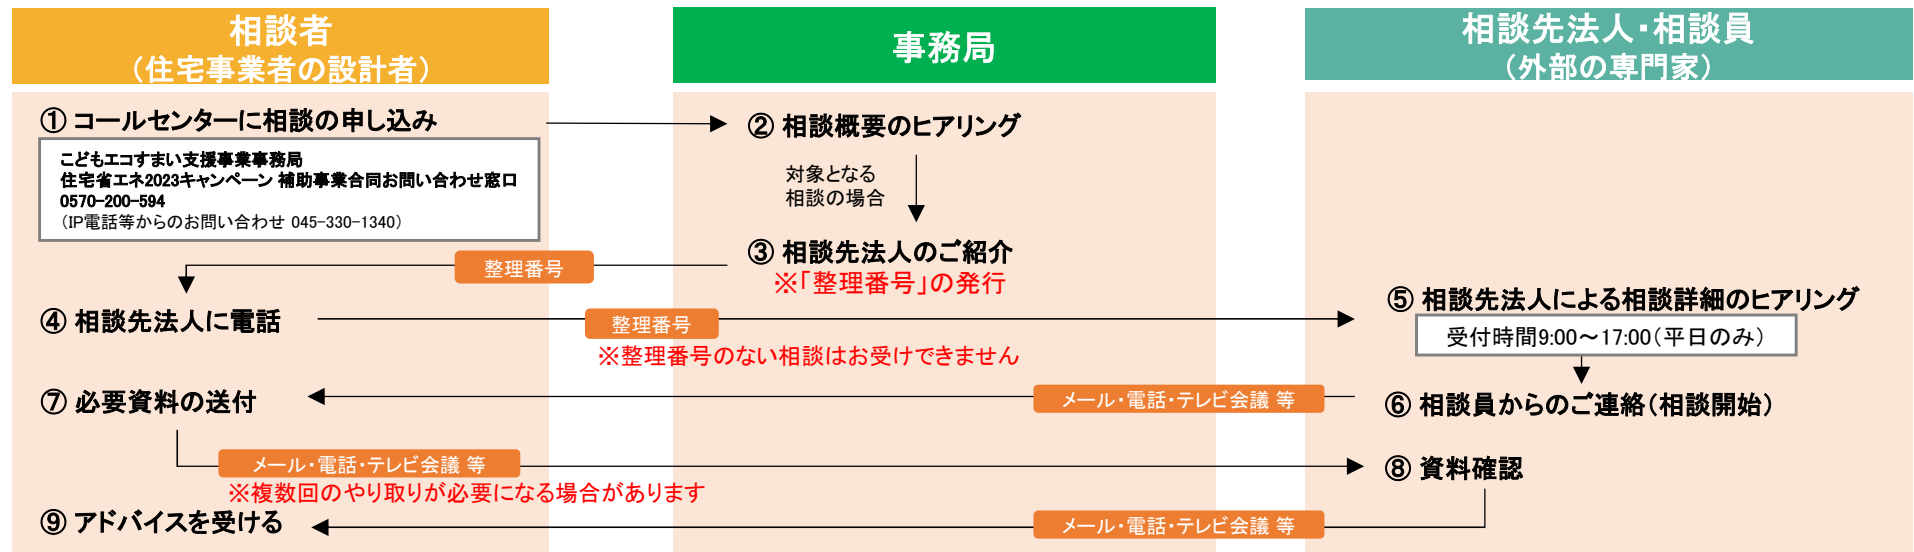 相談者
（住宅事業者の設計者）
事務局
相談先法人・相談員
（外部の専門家）
① コールセンターに相談の申し込み
こどもエコすまい支援事業事務局
住宅省エネ2023キャンペーン 補助事業合同お問い合わせ窓口
0570-200-594
（IP電話等からのお問い合わせ 045-330-1340）
② 相談概要のヒアリング
対象となる
相談の場合
③ 相談先法人のご紹介
※「整理番号」の発行
整理番号
④ 相談先法人に電話
整理番号
※整理番号のない相談はお受けできません
⑤ 相談先法人による相談詳細のヒアリング
受付時間9:00～17:00（平日のみ）
⑥ 相談員からのご連絡（相談開始）
メール・電話・テレビ会議 等
⑦ 必要資料の送付
メール・電話・テレビ会議 等
※複数回のやり取りが必要になる場合があります
⑧ 資料確認
メール・電話・テレビ会議 等
⑨ アドバイスを受ける